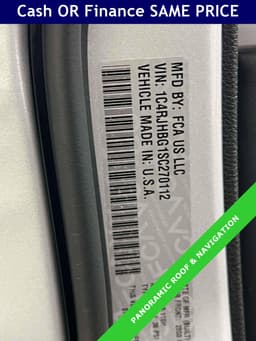 Cash OR Finance SAME PRICE
MFD BY: FCA US LLC
VIN: 1C4RJHBG1SC270112
VEHICLE MADE IN: U.S.A.
PANORAMIC ROOF & NAVIGATION